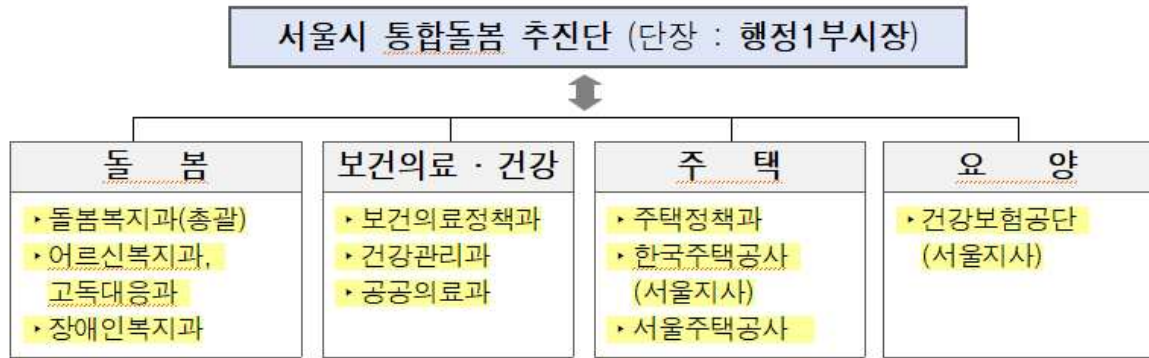 서울시 통합돌봄 추진단 (단장 : 행정1부시장)
돌 봄
‣돌봄복지과(총괄)
‣어르신복지과,
고독대응과
‣장애인복지과
보건의료 · 건강
‣보건의료정책과
‣건강관리과
‣공공의료과
주 택
‣주택정책과
‣한국주택공사
(서울지사)
‣서울주택공사
요 양
‣건강보험공단
(서울지사)